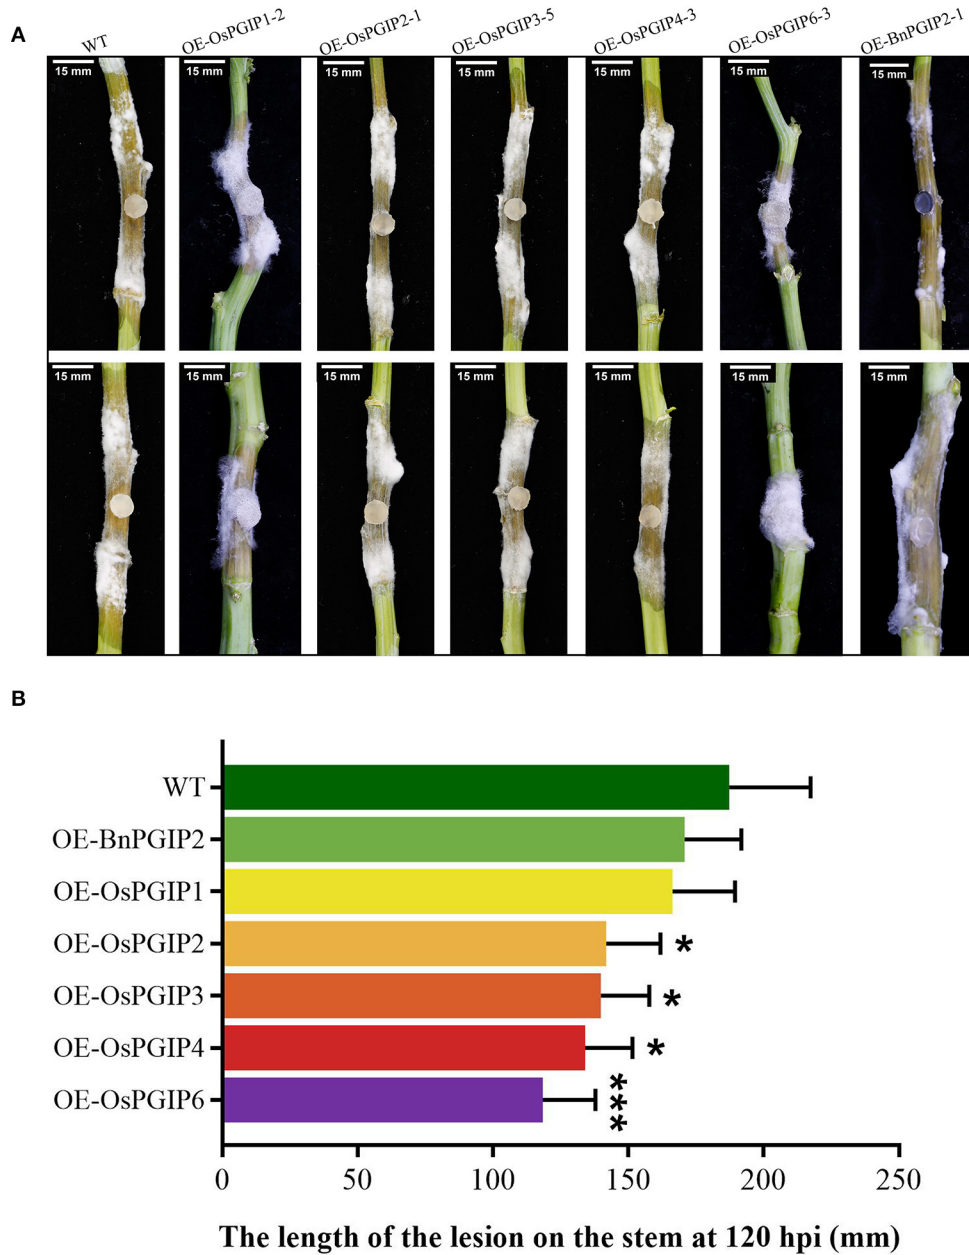 A
WT OE-OsPGIP1-2 OE-OsPGIP2-1 OE-OsPGIP3-5 OE-OsPGIP4-3 OE-OsPGIP6-3 OE-BnPGIP2-1
15 mm 15 mm 15 mm 15 mm 15 mm 15 mm 15 mm
15 mm 15 mm 15 mm 15 mm 15 mm 15 mm 15 mm
B
WT
OE-BnPGIP2
OE-OsPGIP1
OE-OsPGIP2 *
OE-OsPGIP3 *
OE-OsPGIP4 *
OE-OsPGIP6 ***
0 50 100 150 200 250
The length of the lesion on the stem at 120 hpi (mm)